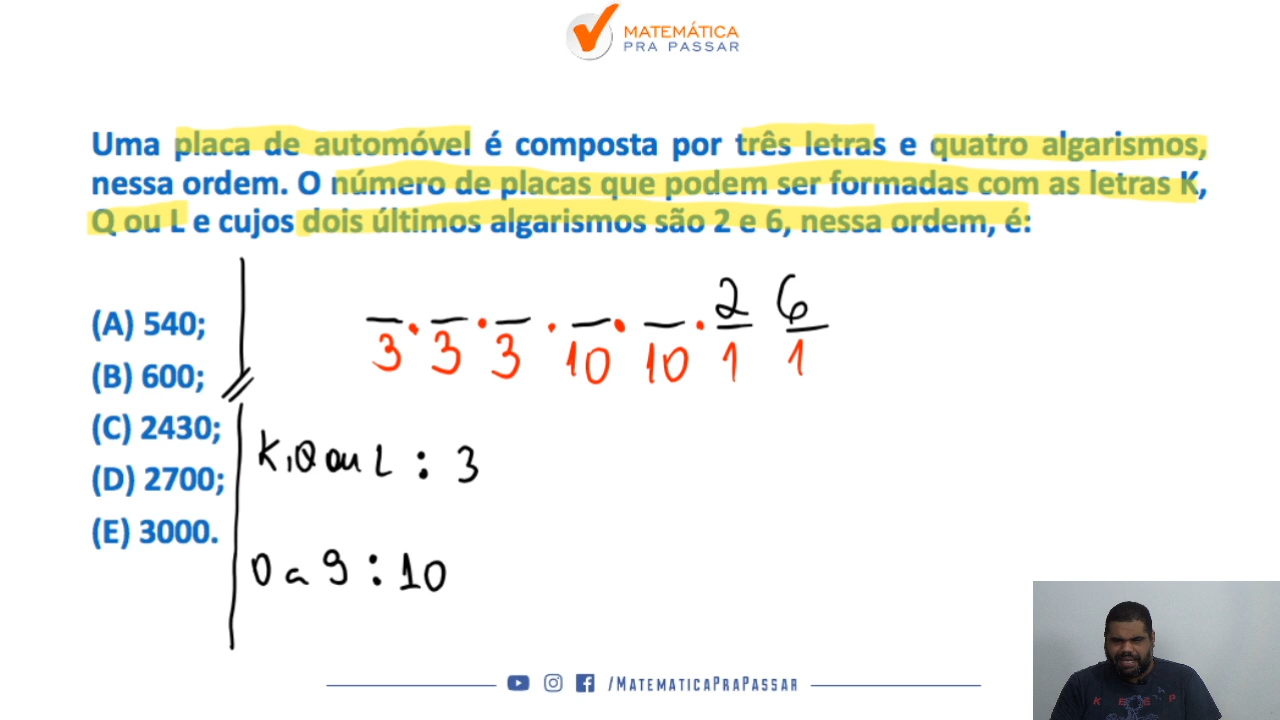 MATEMÁTICA
PRA PASSAR
Uma placa de automóvel é composta por três letras e quatro algarismos,
nessa ordem. O número de placas que podem ser formadas com as letras K,
Q ou L e cujos dois últimos algarismos são 2 e 6, nessa ordem, é:
(A) 540;
(B) 600;
(C) 2430;
(D) 2700;
(E) 3000.
2 6
3 . 3 . 3 . 10 . 10 . 1 1
K, Q ou L : 3
0 a 9 : 10
/MATEMATICAPRAPASSAR
K E E P